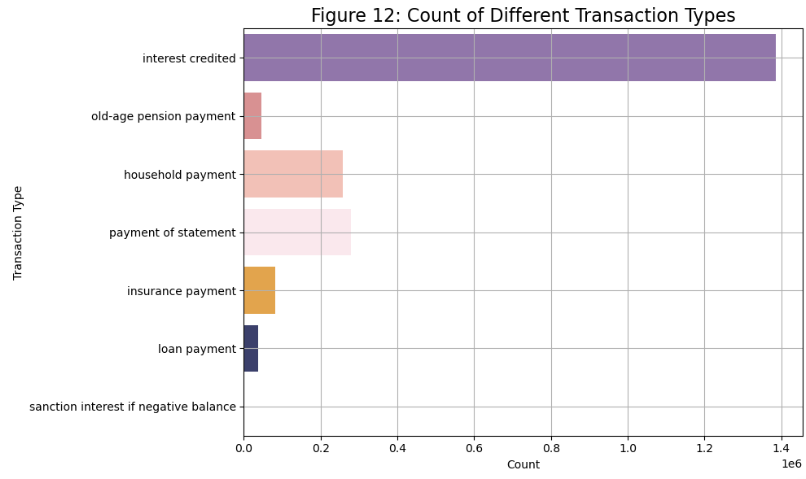 Figure 12: Count of Different Transaction Types
interest credited
old-age pension payment
household payment
payment of statement
insurance payment
loan payment
sanction interest if negative balance
Transaction Type
0.0 0.2 0.4 0.6 0.8 1.0 1.2 1.4
1e6
Count